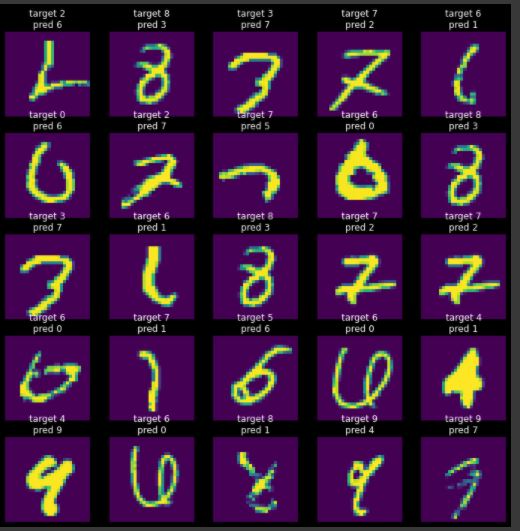 target 2 target 8 target 3 target 7 target 6
pred 6 pred 3 pred 7 pred 2 pred 1
target 0 target 2 target 7 target 6 target 8
pred 6 pred 7 pred 5 pred 0 pred 3
target 3 target 6 target 8 target 7 target 7
pred 7 pred 1 pred 3 pred 2 pred 2
target 6 target 7 target 5 target 6 target 4
pred 0 pred 1 pred 6 pred 0 pred 1
target 4 target 6 target 8 target 9 target 9
pred 9 pred 0 pred 1 pred 4 pred 7